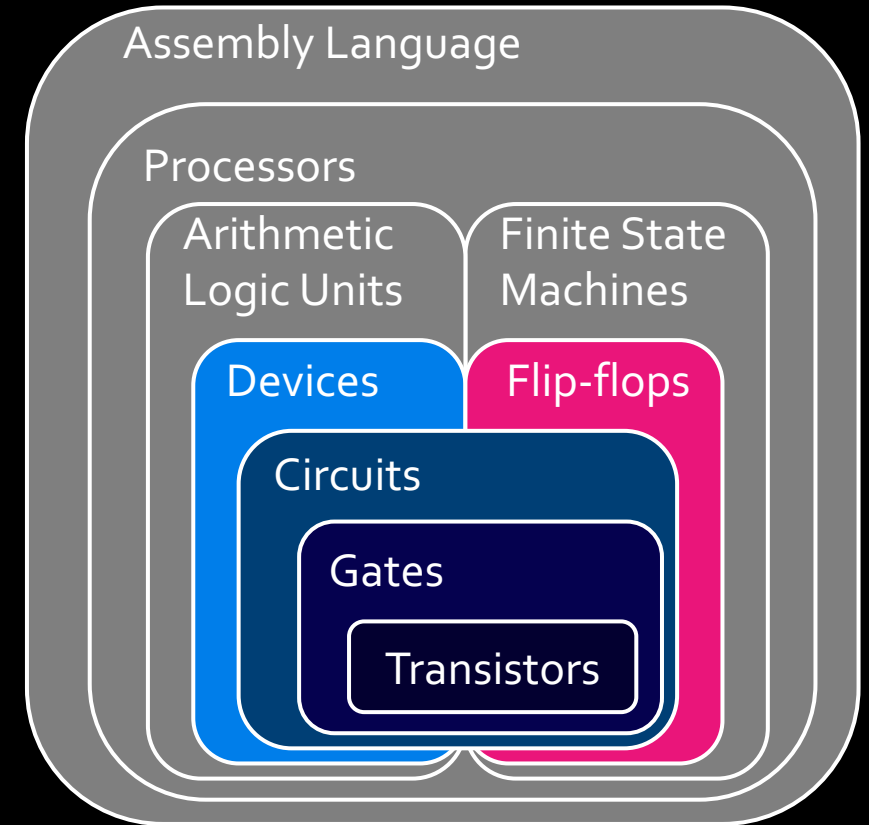 Assembly Language
Processors
Arithmetic
Logic Units
Finite State
Machines
Devices
Flip-flops
Circuits
Gates
Transistors